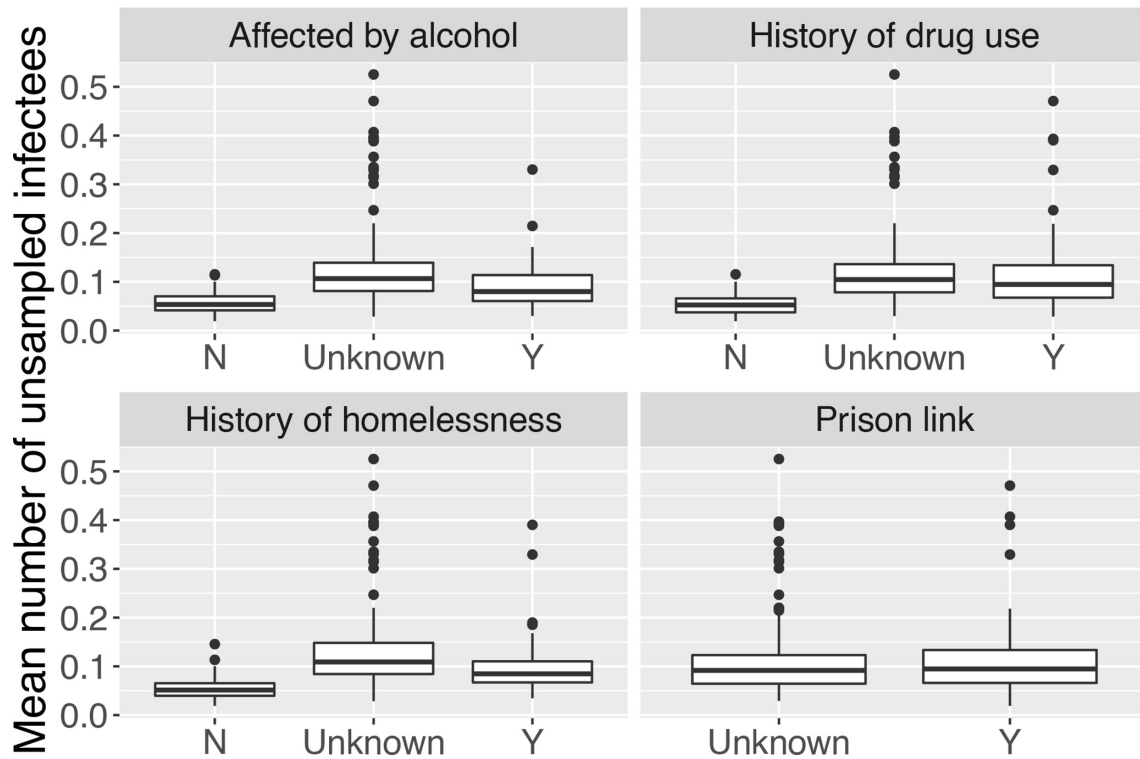 Mean number of unsampled infectees
Affected by alcohol
0.5
0.4
0.3
0.2
0.1
0.0
N Unknown Y
History of drug use
N Unknown Y
History of homelessness
0.5
0.4
0.3
0.2
0.1
0.0
N Unknown Y
Prison link
Unknown Y